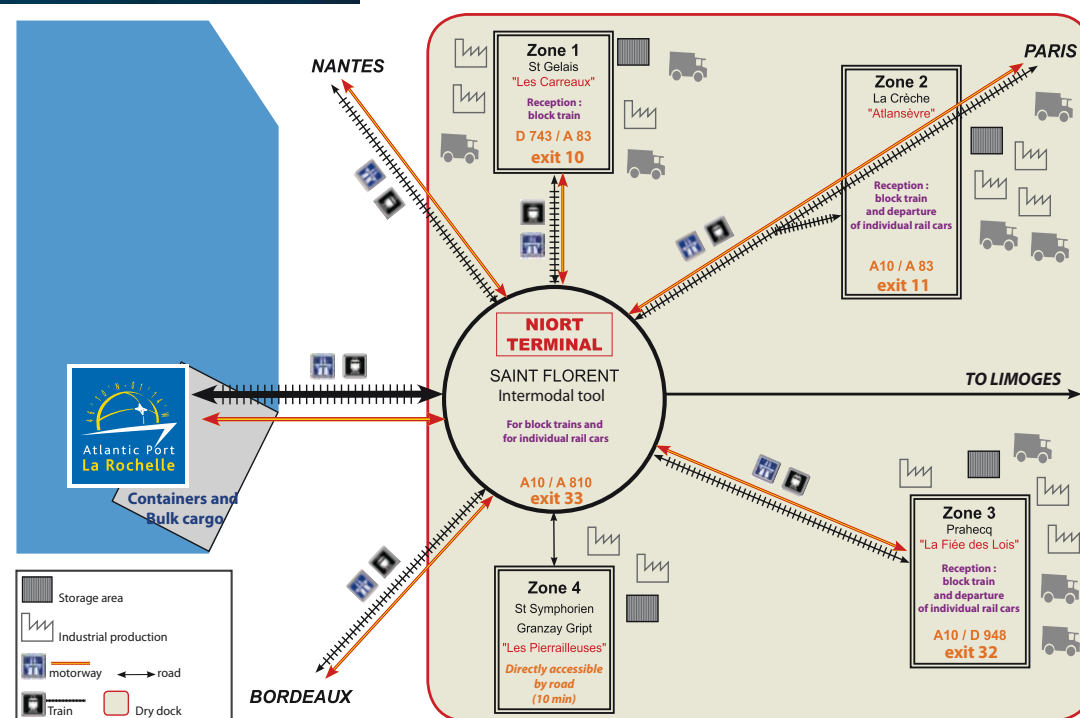 NANTES
PARIS
Zone 1
St Gelais
"Les Carreaux"
Reception :
block train
D 743 / A 83
exit 10
Zone 2
La Crèche
"Atlansèvre"
Reception :
block train
and departure
of individual rail cars
A10 / A 83
exit 11
NIORT
TERMINAL
SAINT FLORENT
Intermodal tool
For block trains and
for individual rail cars
A10 / A 810
exit 33
TO LIMOGES
Atlantic Port
La Rochelle
Containers and
Bulk cargo
Zone 3
Prahecq
"La Fiée des Lois"
Reception :
block train
and departure
of individual rail cars
A10 / D 948
exit 32
Zone 4
St Symphorien
Granzay Gript
"Les Pierrailleuses"
Directly accessible
by road
(10 min)
BORDEAUX
Storage area
Industrial production
motorway
road
Train
Dry dock